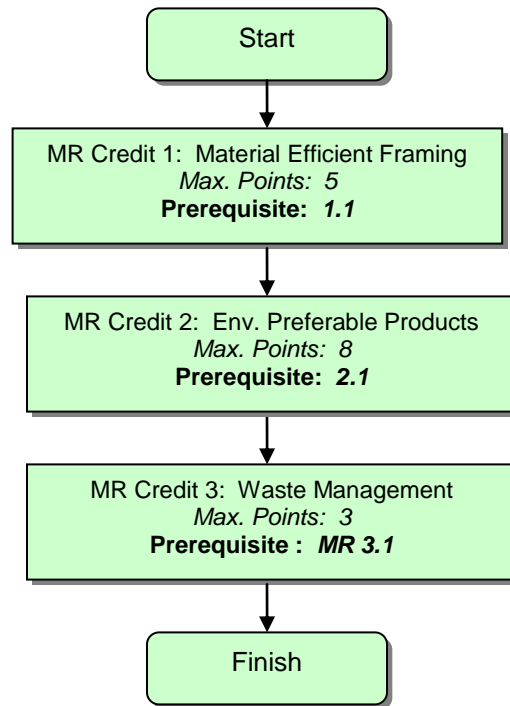 Start
MR Credit 1:  Material Efficient Framing
Max. Points:  5
Prerequisite:  1.1
MR Credit 2:  Env. Preferable Products
Max. Points:  8
Prerequisite:  2.1
MR Credit 3:  Waste Management
Max. Points:  3
Prerequisite :  MR 3.1
Finish